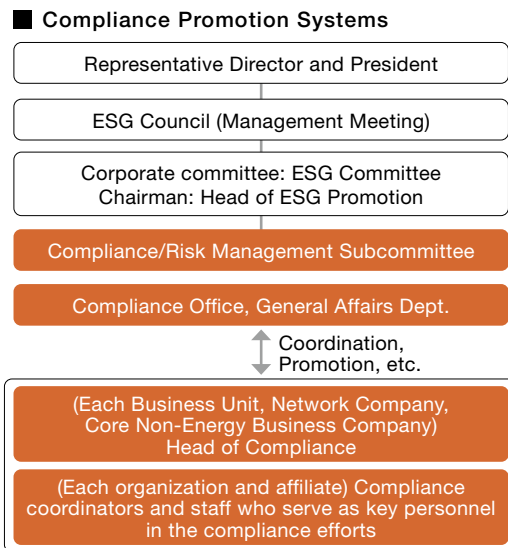 ■ Compliance Promotion Systems
Representative Director and President
ESG Council (Management Meeting)
Corporate committee: ESG Committee
Chairman: Head of ESG Promotion
Compliance/Risk Management Subcommittee
Compliance Office, General Affairs Dept.
Coordination,
Promotion, etc.
(Each Business Unit, Network Company,
Core Non-Energy Business Company)
Head of Compliance
(Each organization and affiliate) Compliance
coordinators and staff who serve as key personnel
in the compliance efforts